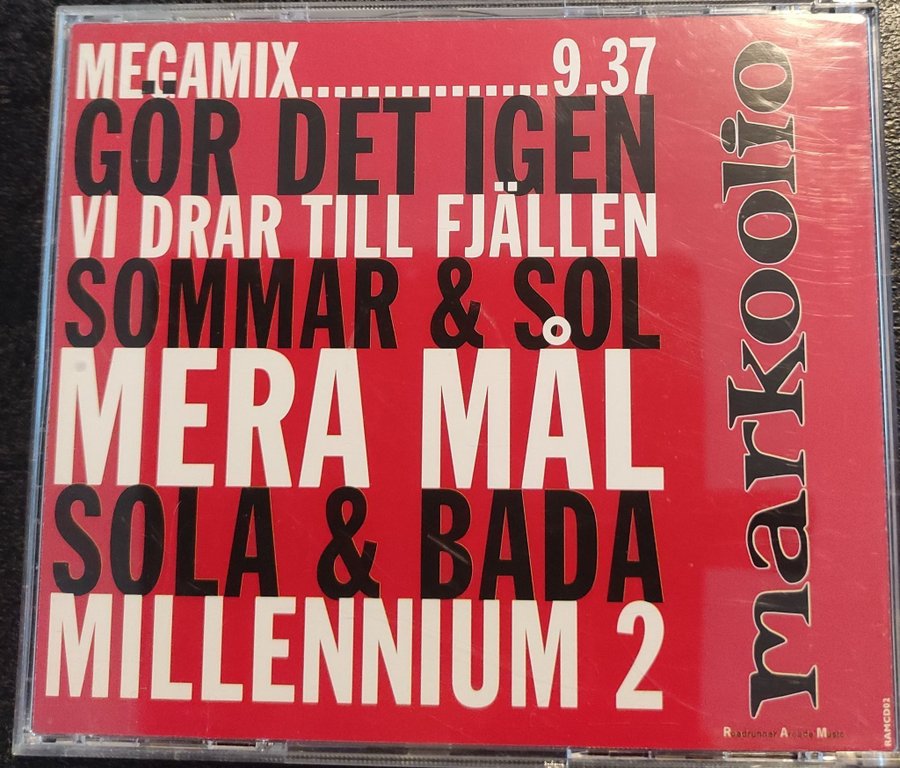 MEGAMIX...............9.37
GÖR DET IGEN
VI DRAR TILL FJÄLLEN
SOMMAR & SOL
MERA MÅL
SOLA & BADA
MILLENNIUM 2
markoolio
Roadrunner Arcade Music
RAMCD02